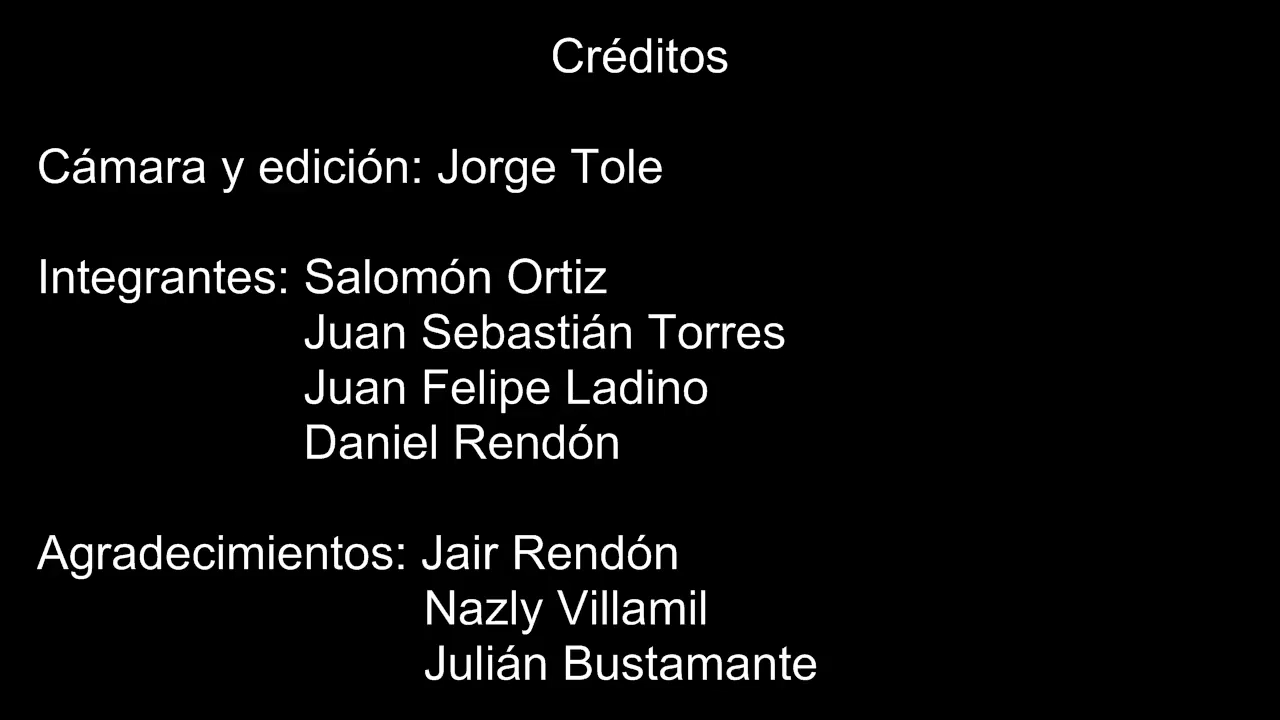 Créditos
Cámara y edición: Jorge Tole
Integrantes: Salomón Ortiz
Juan Sebastián Torres
Juan Felipe Ladino
Daniel Rendón
Agradecimientos: Jair Rendón
Nazly Villamil
Julián Bustamante